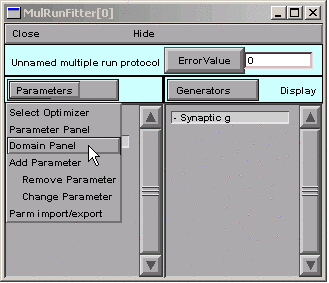 MulRunFitter[0]
Close Hide
Unnamed multiple run protocol ErrorValue 0
Parameters Generators Display
Select Optimizer
- Synaptic g
Parameter Panel
Domain Panel
Add Parameter
Remove Parameter
Change Parameter
Parm import/export